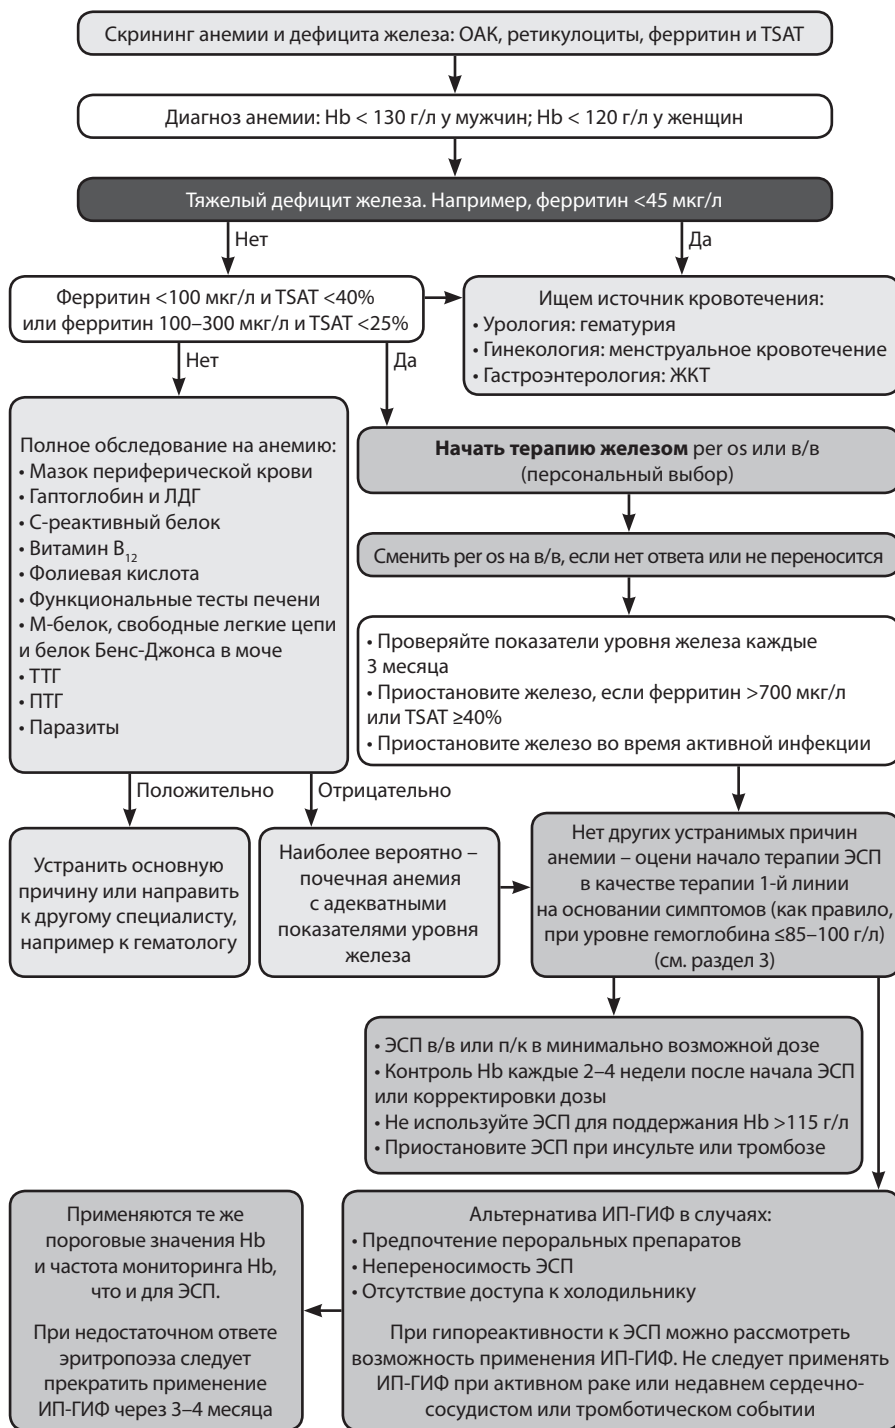 Скрининг анемии и дефицита железа: ОАК, ретикулоциты, ферритин и TSAT
Диагноз анемии: Hb < 130 г/л у мужчин; Hb < 120 г/л у женщин
Тяжелый дефицит железа. Например, ферритин <45 мкг/л
Нет
Да
Ферритин <100 мкг/л и TSAT <40%
или ферритин 100–300 мкг/л и TSAT <25%
Ищем источник кровотечения:
• Урология: гематурия
• Гинекология: менструальное кровотечение
• Гастроэнтерология: ЖКТ
Нет
Да
Полное обследование на анемию:
• Мазок периферической крови
• Гаптоглобин и ЛДГ
• С-реактивный белок
• Витамин B₁₂
• Фолиевая кислота
• Функциональные тесты печени
• М-белок, свободные легкие цепи
и белок Бенс-Джонса в моче
• ТТГ
• ПТГ
• Паразиты
Начать терапию железом per os или в/в
(персональный выбор)
Сменить per os на в/в, если нет ответа или не переносится
• Проверяйте показатели уровня железа каждые
3 месяца
• Приостановите железо, если ферритин >700 мкг/л
или TSAT ≥40%
• Приостановите железо во время активной инфекции
Положительно
Отрицательно
Устранить основную
причину или направить
к другому специалисту,
например к гематологу
Наиболее вероятно –
почечная анемия
с адекватными
показателями уровня
железа
Нет других устранимых причин
анемии – оцени начало терапии ЭСП
в качестве терапии 1-й линии
на основании симптомов (как правило,
при уровне гемоглобина ≤85–100 г/л)
(см. раздел 3)
• ЭСП в/в или п/к в минимально возможной дозе
• Контроль Hb каждые 2–4 недели после начала ЭСП
или корректировки дозы
• Не используйте ЭСП для поддержания Hb >115 г/л
• Приостановите ЭСП при инсульте или тромбозе
Применяются те же
пороговые значения Hb
и частота мониторинга Hb,
что и для ЭСП.
При недостаточном ответе
эритропоэза следует
прекратить применение
ИП-ГИФ через 3–4 месяца
Альтернатива ИП-ГИФ в случаях:
• Предпочтение пероральных препаратов
• Непереносимость ЭСП
• Отсутствие доступа к холодильнику
При гипореактивности к ЭСП можно рассмотреть
возможность применения ИП-ГИФ. Не следует применять
ИП-ГИФ при активном раке или недавнем сердечно-
сосудистом или тромботическом событии